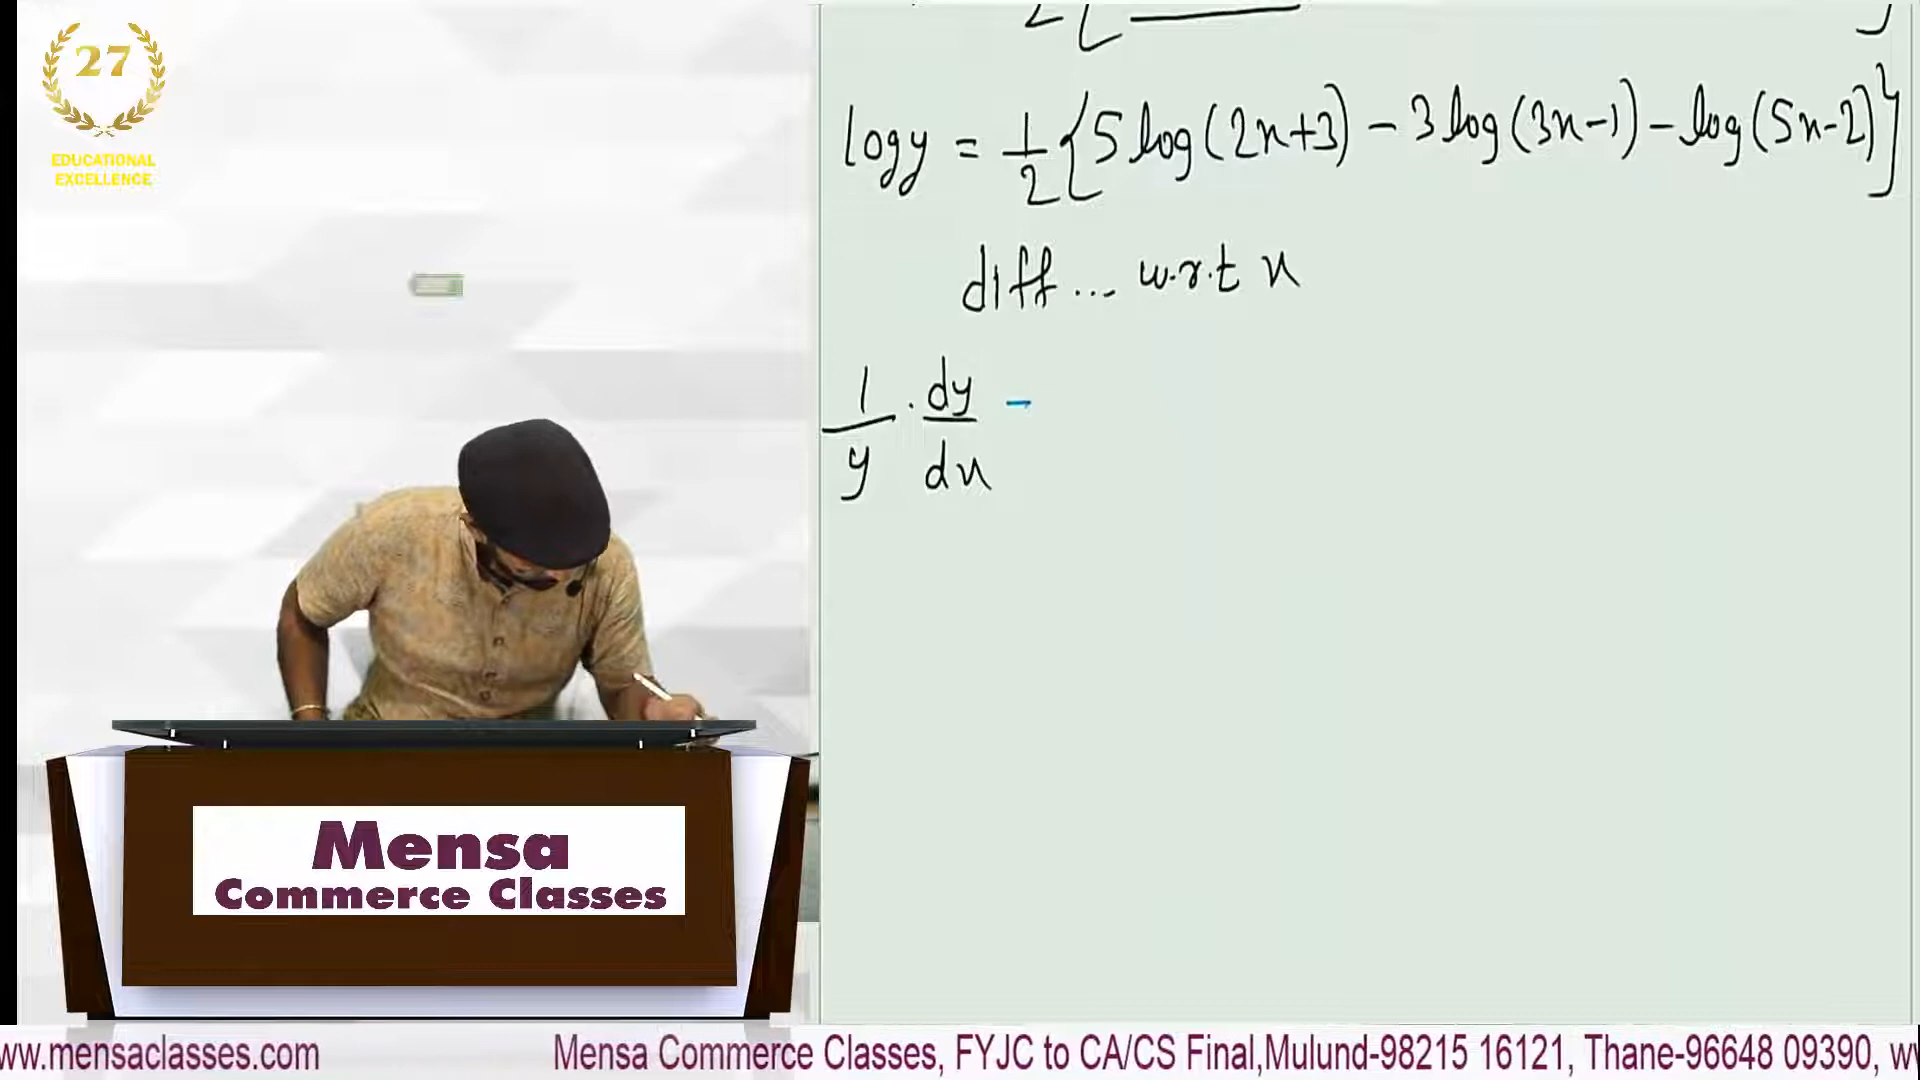 27
EDUCATIONAL
EXCELLENCE
2 {
log y = 1/2 {5 log(2x+3) - 3 log(3x-1) - log(5x-2)}
diff... w.r.t x
1/y . dy/dx -
Mensa
Commerce Classes
ww.mensaclasses.com Mensa Commerce Classes, FYJC to CA/CS Final,Mulund-98215 16121, Thane-96648 09390, w